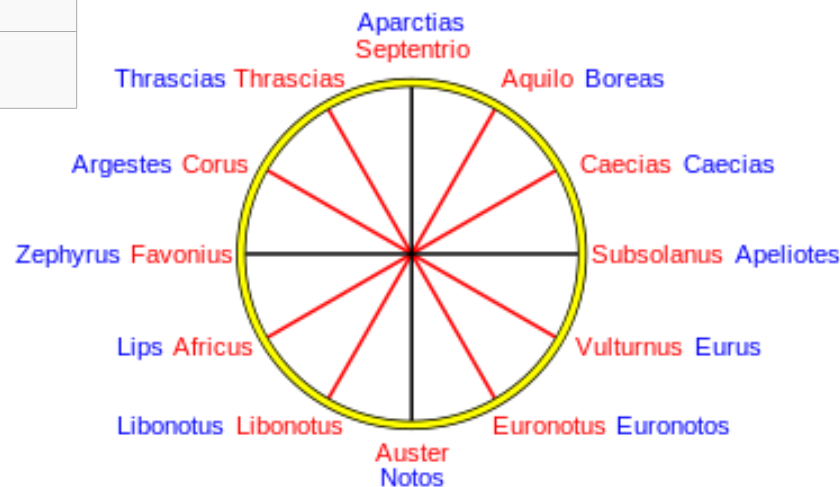 Aparctias
Septentrio
Thrascias Thrascias
Aquilo Boreas
Argestes Corus
Caecias Caecias
Zephyrus Favonius
Subsolanus Apeliotes
Lips Africus
Vulturnus Eurus
Libonotus Libonotus
Euronotus Euronotos
Auster
Notos